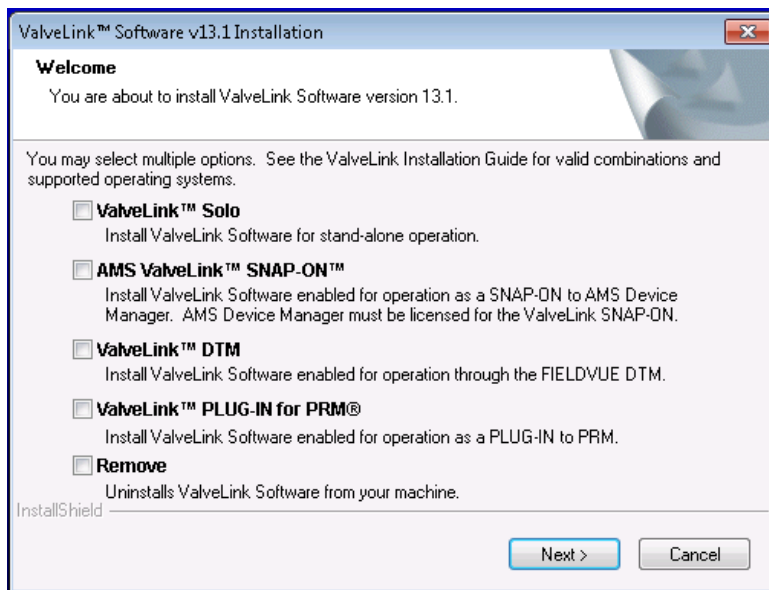 ValveLink™ Software v13.1 Installation
Welcome
You are about to install ValveLink Software version 13.1.
You may select multiple options. See the ValveLink Installation Guide for valid combinations and
supported operating systems.
ValveLink™ Solo
Install ValveLink Software for stand-alone operation.
AMS ValveLink™ SNAP-ON™
Install ValveLink Software enabled for operation as a SNAP-ON to AMS Device
Manager. AMS Device Manager must be licensed for the ValveLink SNAP-ON.
ValveLink™ DTM
Install ValveLink Software enabled for operation through the FIELDVUE DTM.
ValveLink™ PLUG-IN for PRM®
Install ValveLink Software enabled for operation as a PLUG-IN to PRM.
Remove
Uninstalls ValveLink Software from your machine.
InstallShield
Next >
Cancel